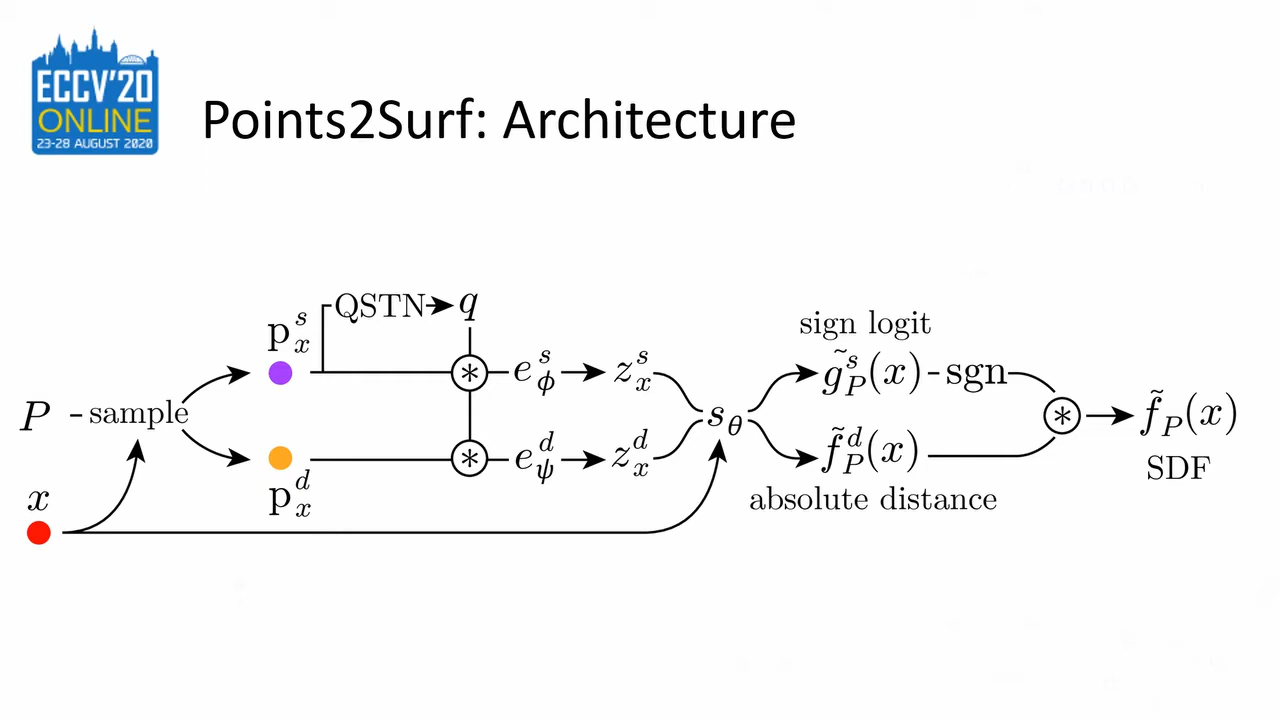 ECCV'20
ONLINE
23-28 AUGUST 2020
Points2Surf: Architecture
QSTN q
p_x^s
sign logit
* e_ϕ^s z_x^s
g̃_P^s(x) - sgn
P - sample
s_θ
* f̃_P(x)
SDF
* e_ψ^d z_x^d
f̃_P^d(x)
absolute distance
p_x^d
x